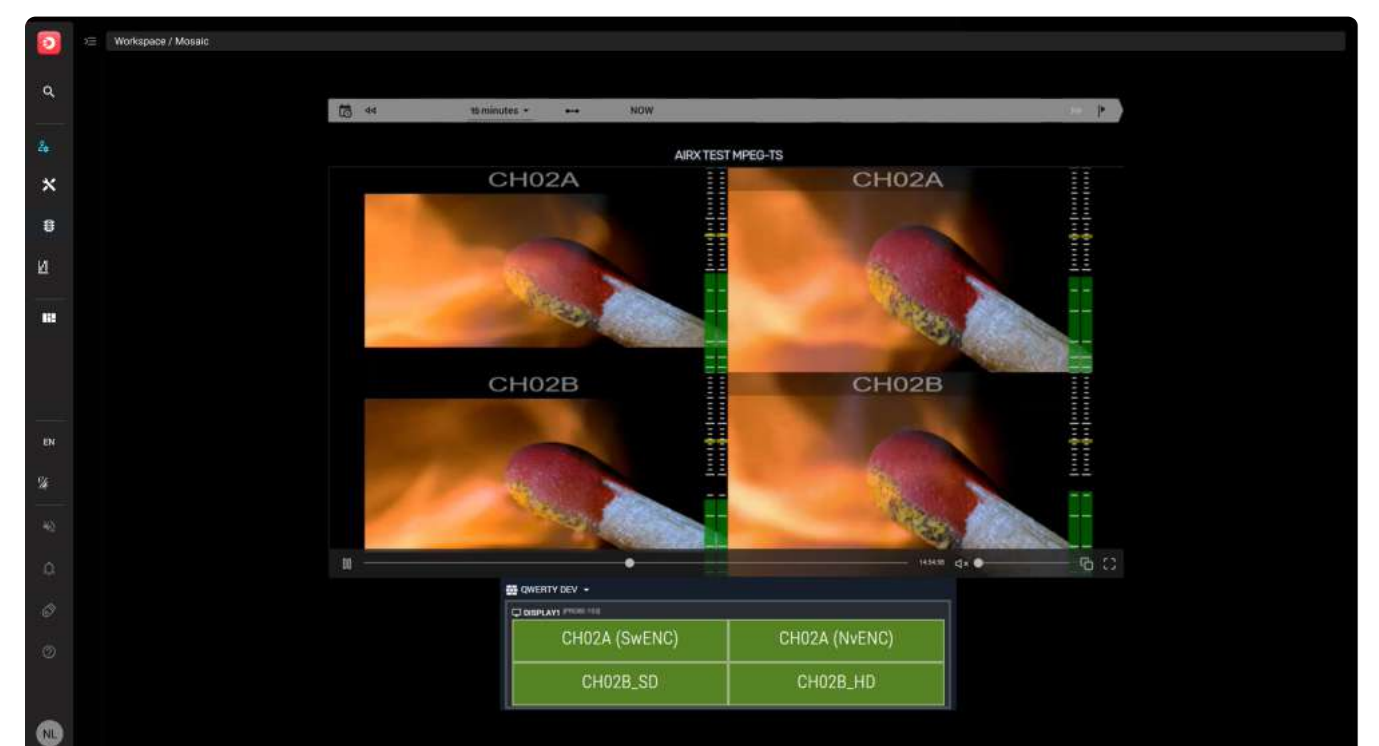 Workspace / Mosaic
15 minutes
NOW
AIRX TEST MPEG-TS
CH02A
CH02A
CH02B
CH02B
EN
QWERTY DEV
DISPLAY1
CH02A (SwENC)
CH02A (NvENC)
CH02B_SD
CH02B_HD
NL